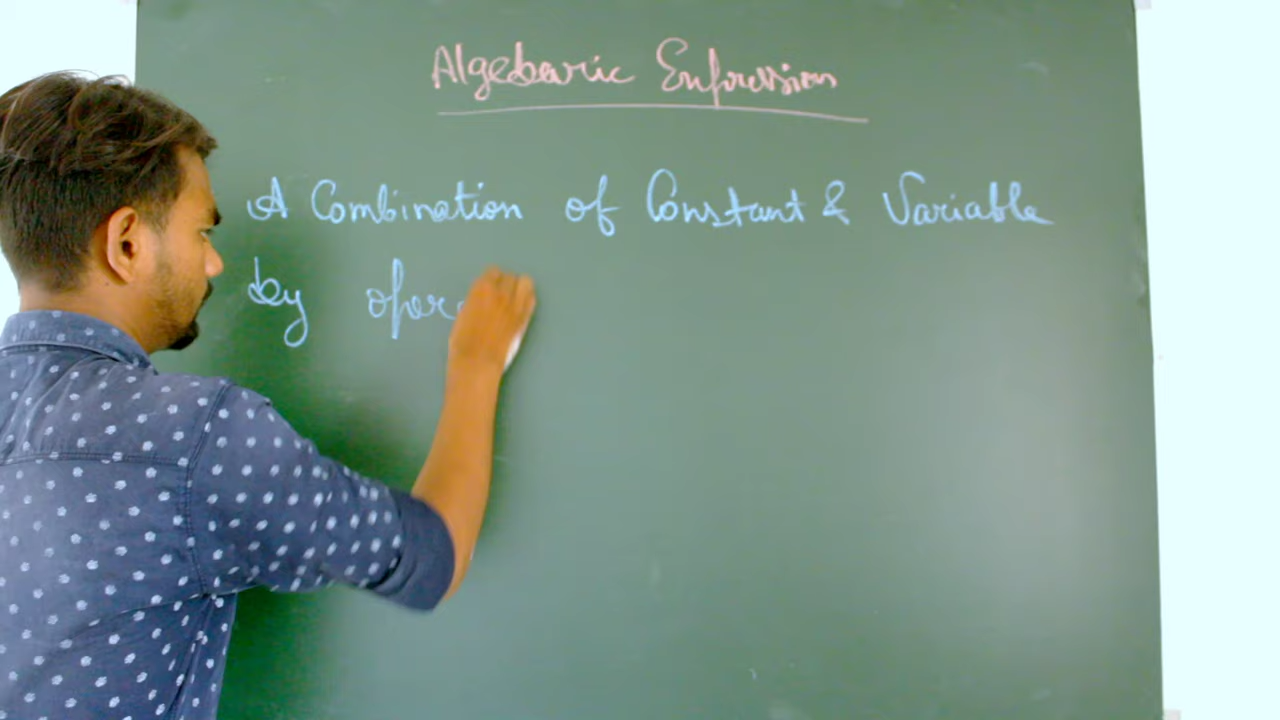 Algebaric Expression
A Combination of Constant & Variable
by oper